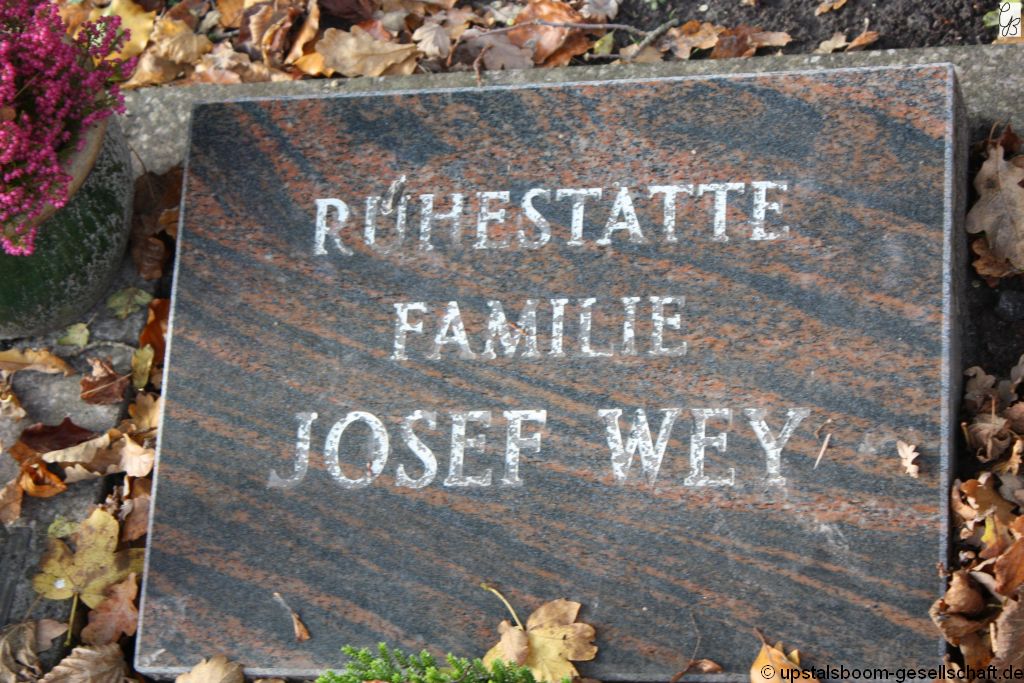 RUHESTATTE
FAMILIE
JOSEF WEY
© upstalsboom-gesellschaft.de